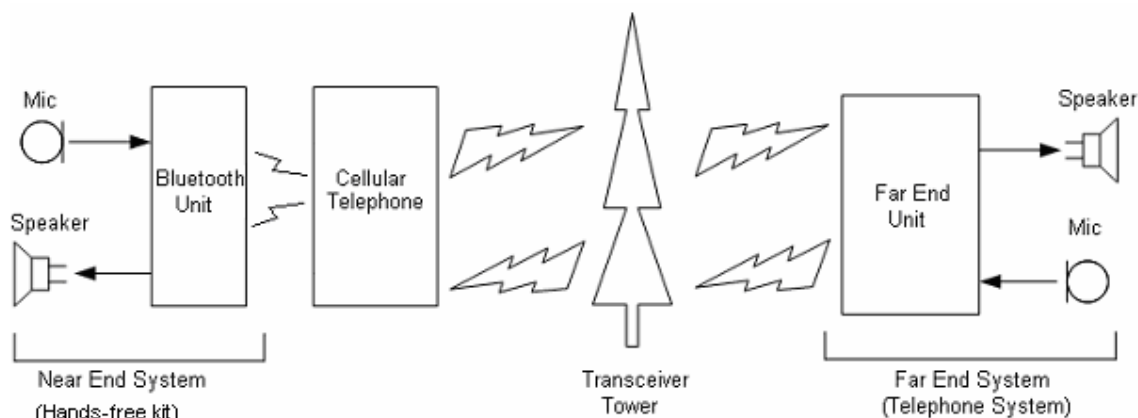 Mic
Bluetooth
Unit
Speaker
Cellular
Telephone
Transceiver
Tower
Far End
Unit
Speaker
Mic
Near End System
(Hands-free kit)
Far End System
(Telephone System)